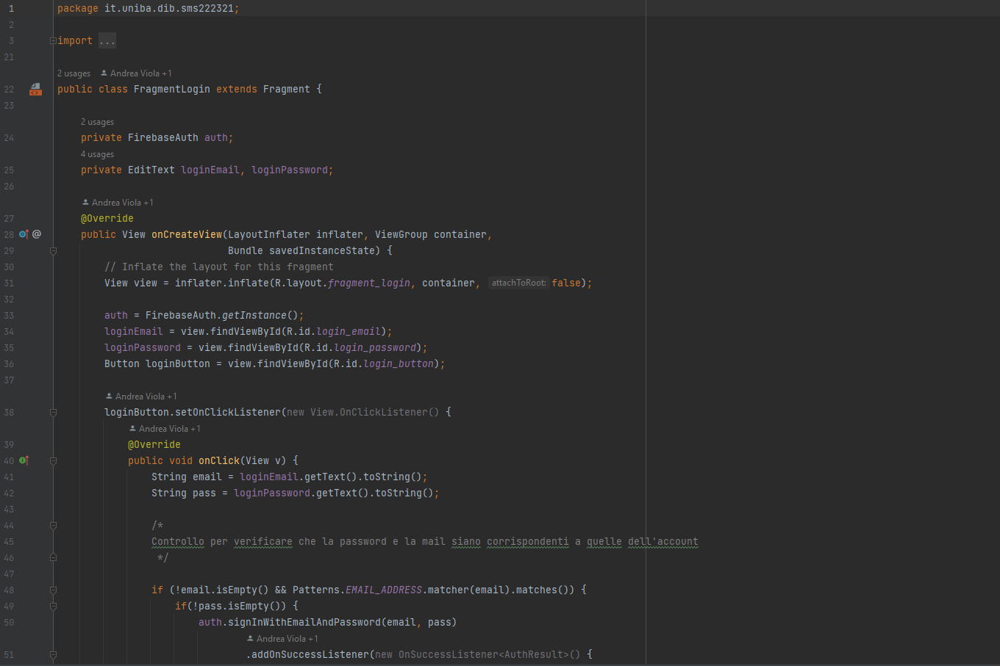 1 package it.uniba.dib.sms222321;
2
3 import ...
21
2 usages Andrea Viola +1
22 public class FragmentLogin extends Fragment {
23
2 usages
24 private FirebaseAuth auth;
4 usages
25 private EditText loginEmail, loginPassword;
26
Andrea Viola +1
27 @Override
28 @ public View onCreateView(LayoutInflater inflater, ViewGroup container,
29 Bundle savedInstanceState) {
30 // Inflate the layout for this fragment
31 View view = inflater.inflate(R.layout.fragment_login, container, attachToRoot: false);
32
33 auth = FirebaseAuth.getInstance();
34 loginEmail = view.findViewById(R.id.login_email);
35 loginPassword = view.findViewById(R.id.login_password);
36 Button loginButton = view.findViewById(R.id.login_button);
37
Andrea Viola +1
38 loginButton.setOnClickListener(new View.OnClickListener() {
Andrea Viola +1
39 @Override
40 public void onClick(View v) {
41 String email = loginEmail.getText().toString();
42 String pass = loginPassword.getText().toString();
43
44 /*
45 Controllo per verificare che la password e la mail siano corrispondenti a quelle dell'account
46 */
47
48 if (!email.isEmpty() && Patterns.EMAIL_ADDRESS.matcher(email).matches()) {
49 if(!pass.isEmpty()) {
50 auth.signInWithEmailAndPassword(email, pass)
Andrea Viola +1
51 .addOnSuccessListener(new OnSuccessListener<AuthResult>() {